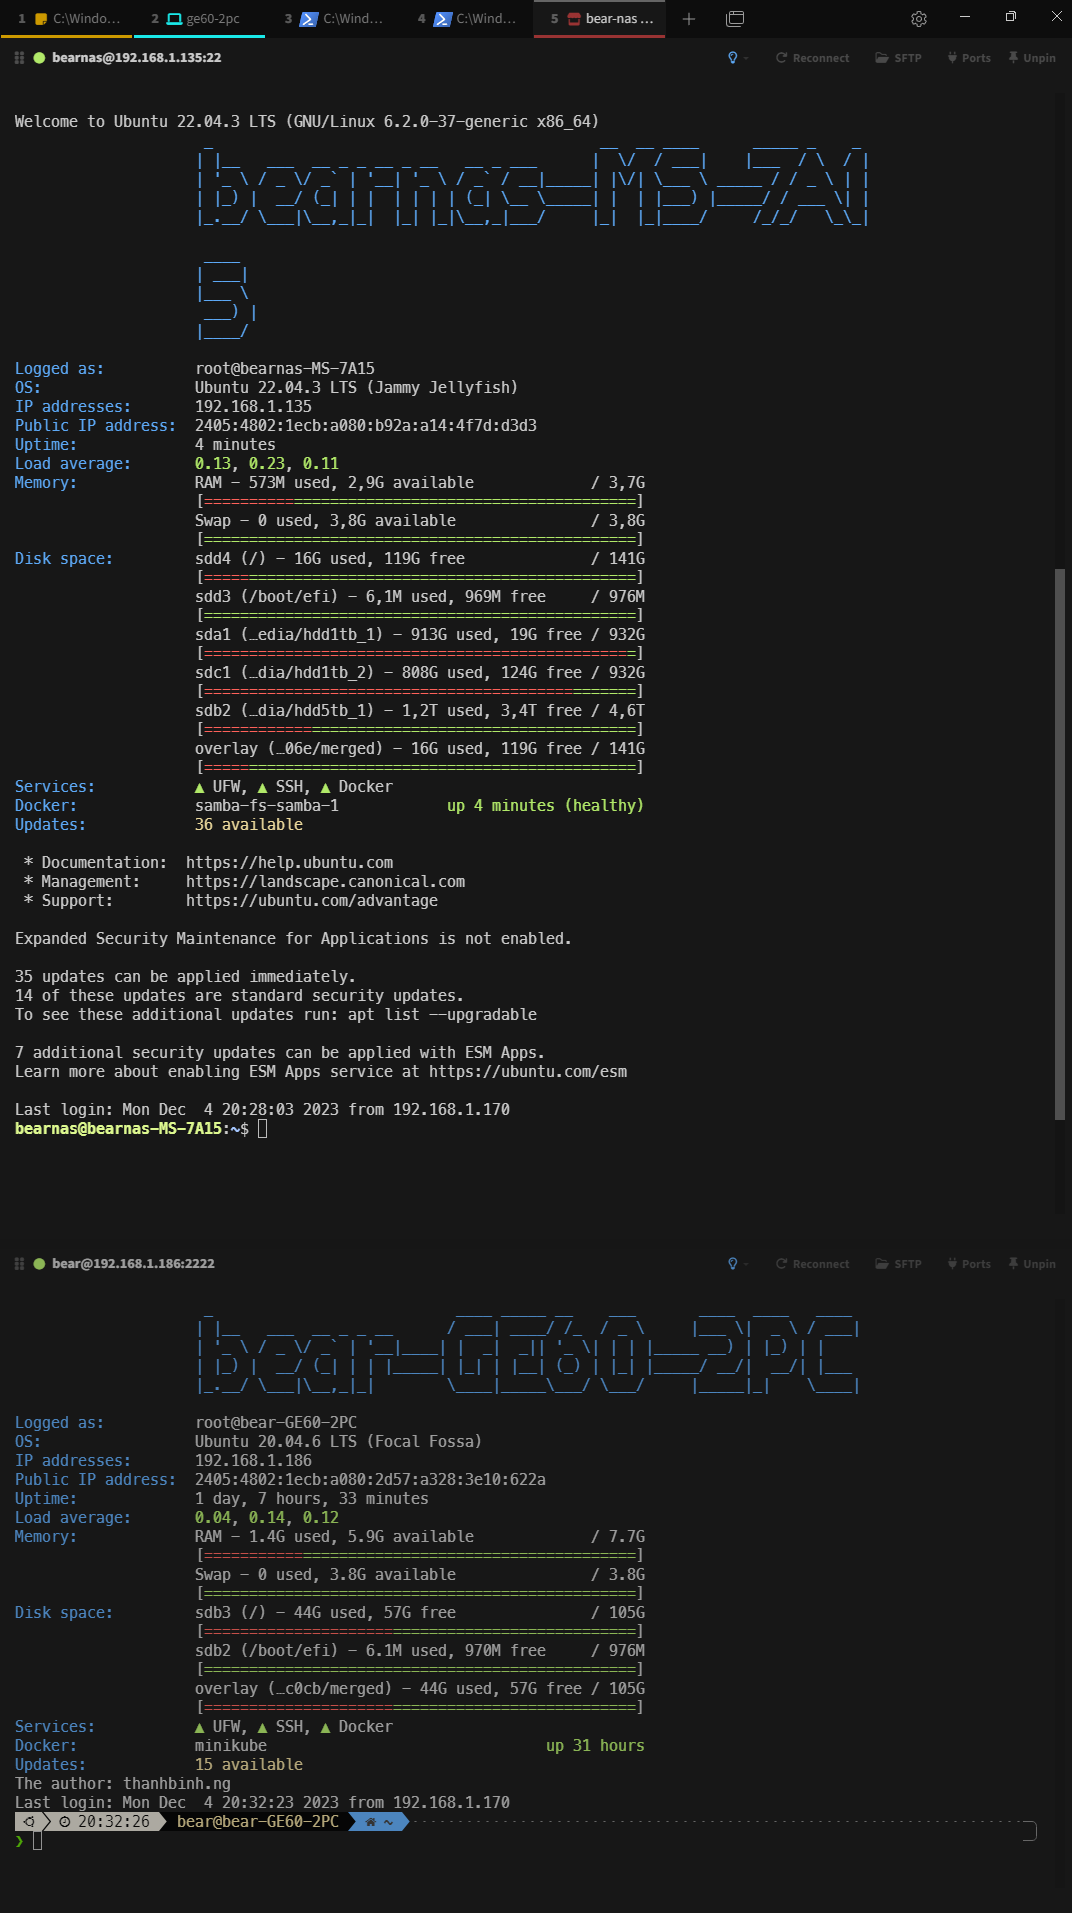 1 C:\Windo...
2 ge60-2pc
3 C:\Wind...
4 C:\Wind...
5 bear-nas ...
bearnas@192.168.1.135:22
Reconnect SFTP Ports Unpin
Welcome to Ubuntu 22.04.3 LTS (GNU/Linux 6.2.0-37-generic x86_64)
bearnas-MS-7A1
5
Logged as: root@bearnas-MS-7A15
OS: Ubuntu 22.04.3 LTS (Jammy Jellyfish)
IP addresses: 192.168.1.135
Public IP address: 2405:4802:1ecb:a080:b92a:a14:4f7d:d3d3
Uptime: 4 minutes
Load average: 0.13, 0.23, 0.11
Memory: RAM - 573M used, 2,9G available / 3,7G
[================================================]
Swap - 0 used, 3,8G available / 3,8G
[================================================]
Disk space: sdd4 (/) - 16G used, 119G free / 141G
[================================================]
sdd3 (/boot/efi) - 6,1M used, 969M free / 976M
[================================================]
sda1 (…edia/hdd1tb_1) - 913G used, 19G free / 932G
[================================================]
sdc1 (…dia/hdd1tb_2) - 808G used, 124G free / 932G
[================================================]
sdb2 (…dia/hdd5tb_1) - 1,2T used, 3,4T free / 4,6T
[================================================]
overlay (…06e/merged) - 16G used, 119G free / 141G
[================================================]
Services: ▲ UFW, ▲ SSH, ▲ Docker
Docker: samba-fs-samba-1 up 4 minutes (healthy)
Updates: 36 available
* Documentation: https://help.ubuntu.com
* Management: https://landscape.canonical.com
* Support: https://ubuntu.com/advantage
Expanded Security Maintenance for Applications is not enabled.
35 updates can be applied immediately.
14 of these updates are standard security updates.
To see these additional updates run: apt list --upgradable
7 additional security updates can be applied with ESM Apps.
Learn more about enabling ESM Apps service at https://ubuntu.com/esm
Last login: Mon Dec  4 20:28:03 2023 from 192.168.1.170
bearnas@bearnas-MS-7A15:~$
bear@192.168.1.186:2222
Reconnect SFTP Ports Unpin
bear-GE60-2PC
Logged as: root@bear-GE60-2PC
OS: Ubuntu 20.04.6 LTS (Focal Fossa)
IP addresses: 192.168.1.186
Public IP address: 2405:4802:1ecb:a080:2d57:a328:3e10:622a
Uptime: 1 day, 7 hours, 33 minutes
Load average: 0.04, 0.14, 0.12
Memory: RAM - 1.4G used, 5.9G available / 7.7G
[================================================]
Swap - 0 used, 3.8G available / 3.8G
[================================================]
Disk space: sdb3 (/) - 44G used, 57G free / 105G
[================================================]
sdb2 (/boot/efi) - 6.1M used, 970M free / 976M
[================================================]
overlay (…c0cb/merged) - 44G used, 57G free / 105G
[================================================]
Services: ▲ UFW, ▲ SSH, ▲ Docker
Docker: minikube up 31 hours
Updates: 15 available
The author: thanhbinh.ng
Last login: Mon Dec  4 20:32:23 2023 from 192.168.1.170
20:32:26 bear@bear-GE60-2PC ~
❯